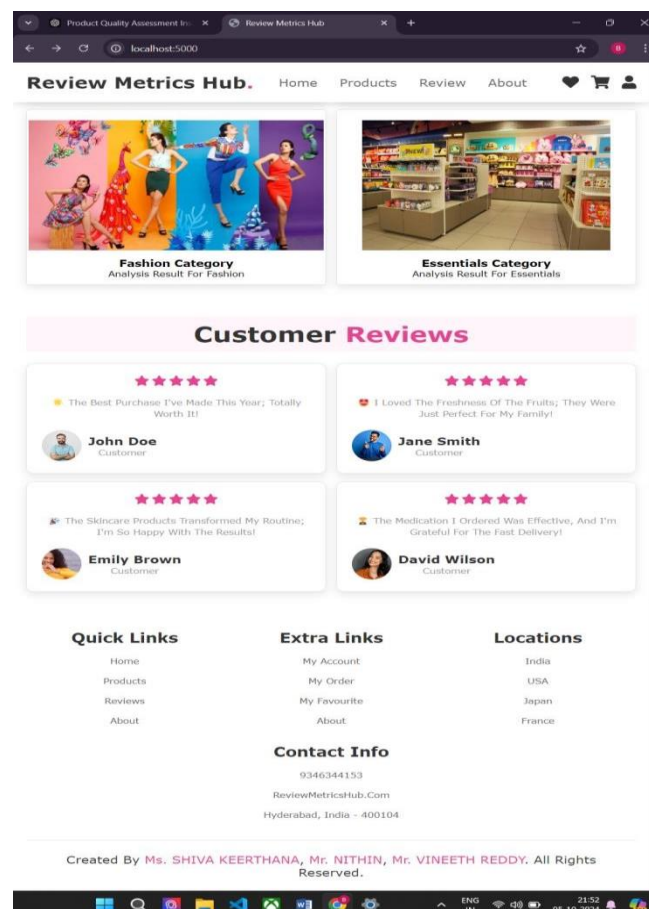 Product Quality Assessment In
Review Metrics Hub
localhost:5000
B
Review Metrics Hub.
Home
Products
Review
About
Fashion Category
Analysis Result For Fashion
Essentials Category
Analysis Result For Essentials
Customer Reviews
The Best Purchase I've Made This Year; Totally
Worth It!
John Doe
Customer
I Loved The Freshness Of The Fruits; They Were
Just Perfect For My Family!
Jane Smith
Customer
The Skincare Products Transformed My Routine;
I'm So Happy With The Results!
Emily Brown
Customer
The Medication I Ordered Was Effective, And I'm
Grateful For The Fast Delivery!
David Wilson
Customer
Quick Links
Home
Products
Reviews
About
Extra Links
My Account
My Order
My Favourite
About
Locations
India
USA
Japan
France
Contact Info
9346344153
ReviewMetricsHub.Com
Hyderabad, India - 400104
Created By Ms. SHIVA KEERTHANA, Mr. NITHIN, Mr. VINEETH REDDY. All Rights
Reserved.
ENG
IN
21:52
05-10-2024